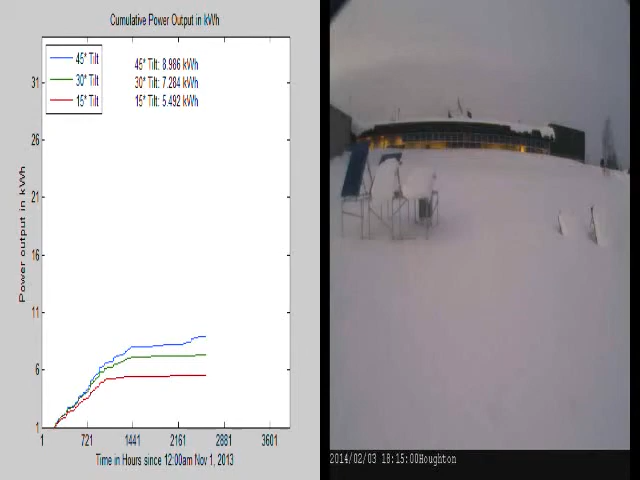 Cumulative Power Output in kWh
45* Tilt
30* Tilt
15* Tilt
45* Tilt: 8.986 kWh
30* Tilt: 7.284 kWh
15* Tilt: 5.492 kWh
Power output in kWh
31
26
21
16
11
6
1
1 721 1441 2161 2881 3601
Time in Hours since 12:00am Nov 1, 2013
2014/02/03 18:15:00Houghton